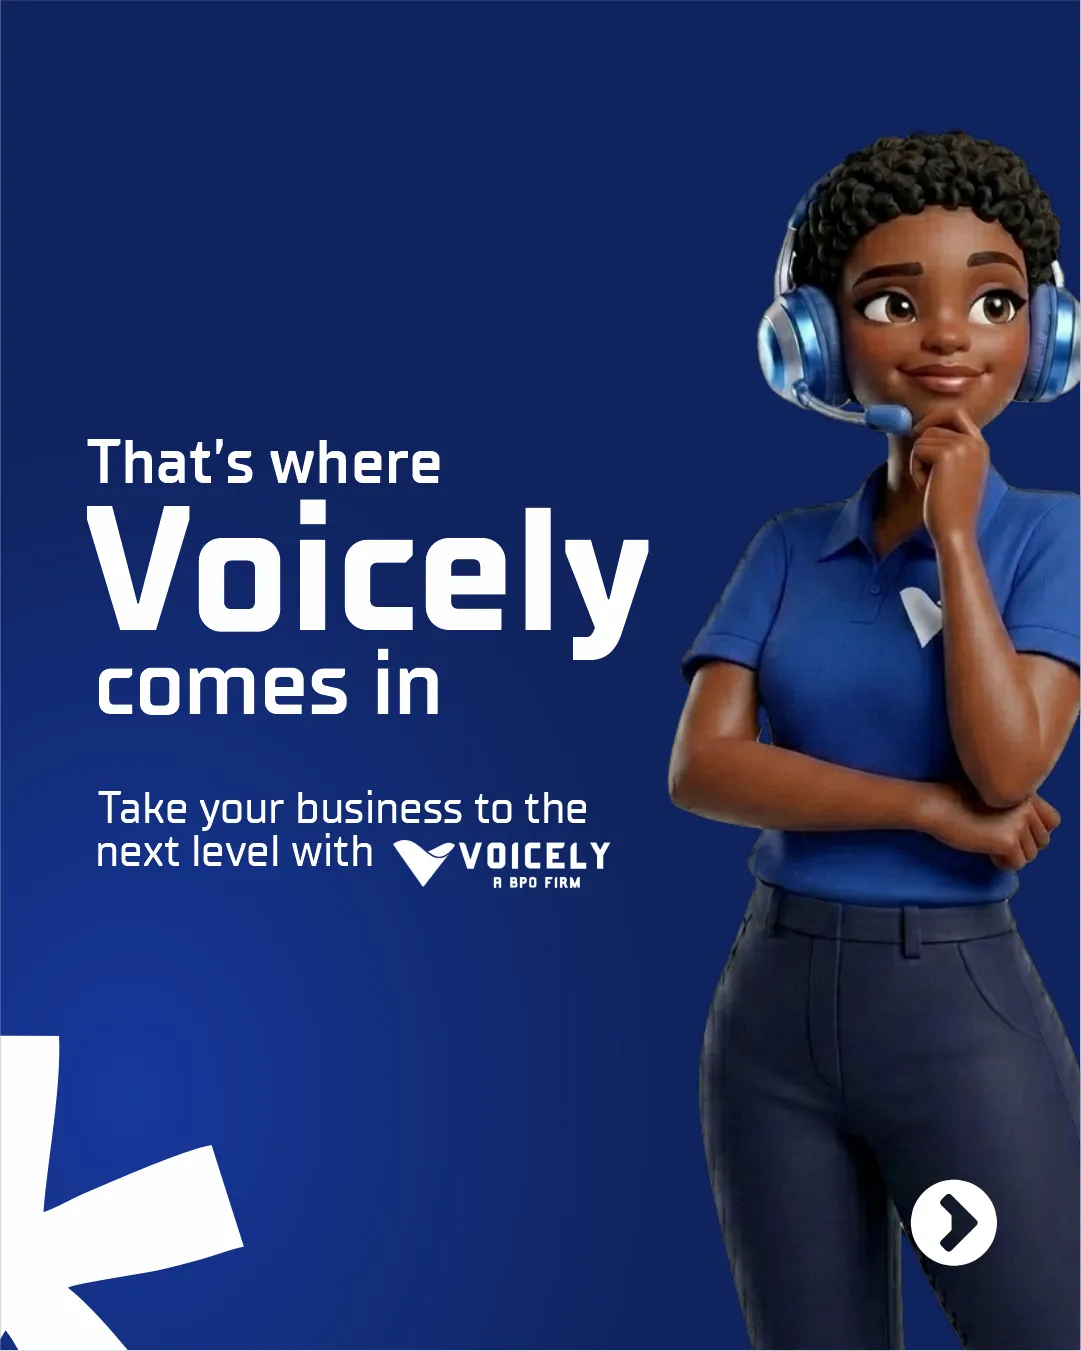 That's where
Voicely
comes in
Take your business to the
next level with VOICELY
A BPO FIRM